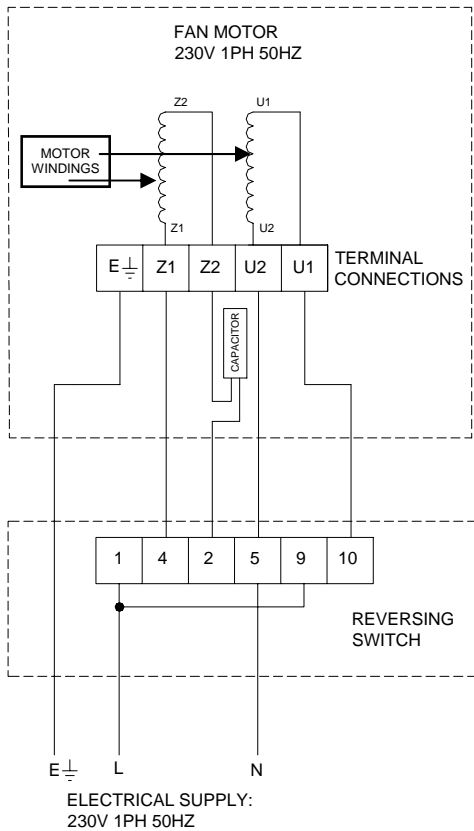 FAN MOTOR
230V 1PH 50HZ
Z2
U1
MOTOR
WINDINGS
Z1
U2
E Z1 Z2 U2 U1
TERMINAL
CONNECTIONS
CAPACITOR
1 4 2 5 9 10
REVERSING
SWITCH
E L N
ELECTRICAL SUPPLY:
230V 1PH 50HZ